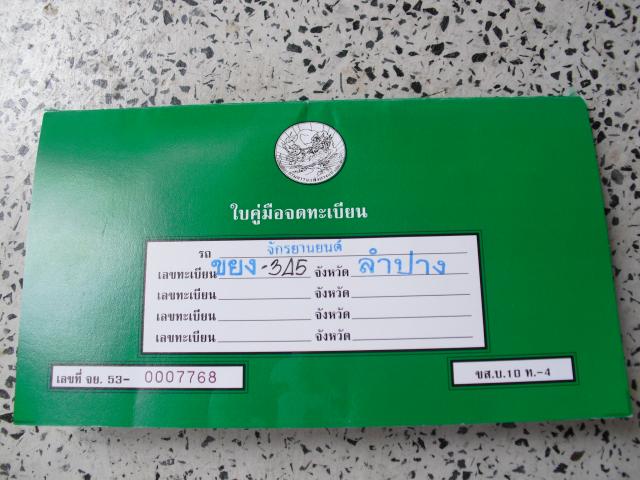 ใบคู่มือจดทะเบียน
รถ จักรยานยนต์
เลขทะเบียน ขยง-345 จังหวัด ลำปาง
เลขทะเบียน จังหวัด
เลขทะเบียน จังหวัด
เลขทะเบียน จังหวัด
เลขที่ จย. 53- 0007768
ขส.บ.10 ท.-4